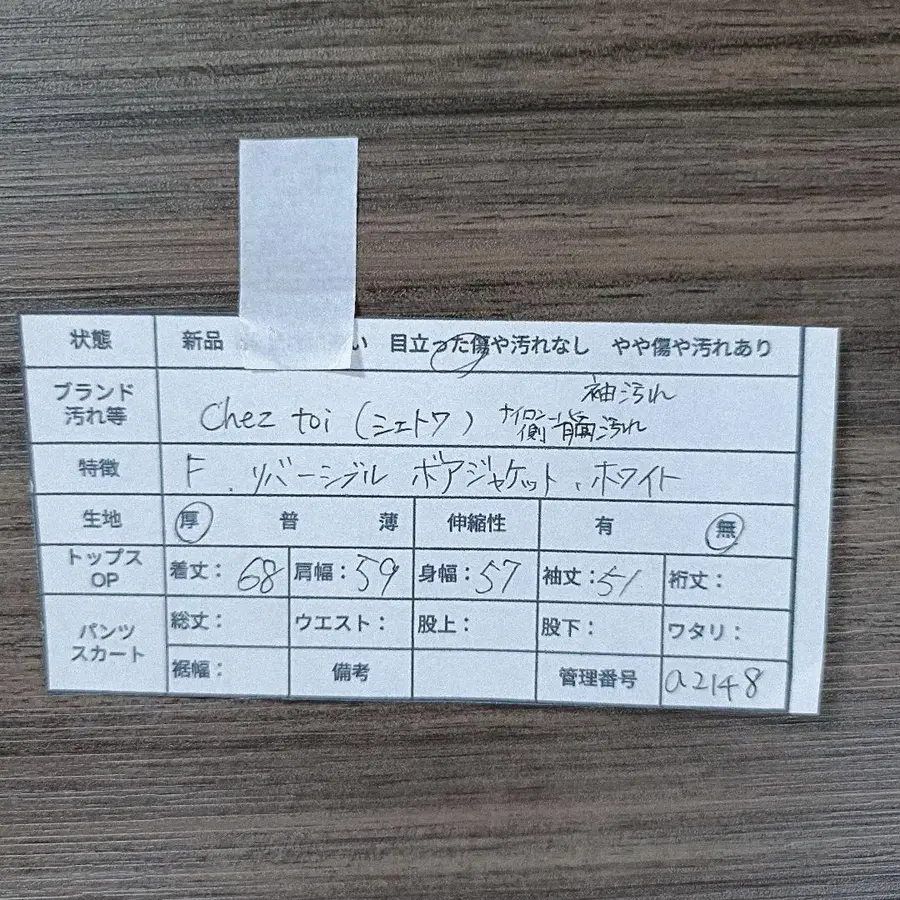 状態 新品 い 目立った傷や汚れなし やや傷や汚れあり
ブランド 汚れ等 Chez toi (シェトワ) 袖汚れ
ナイロン側 汚れ
特徴 F、リバーシブル ボアジャケット、ホワイト
生地 厚 普 薄 伸縮性 有 無
トップス OP 着丈：68 肩幅：59 身幅：57 袖丈：51 裄丈：
パンツ スカート 総丈： ウエスト： 股上： 股下： ワタリ：
裾幅： 備考 管理番号 a2148